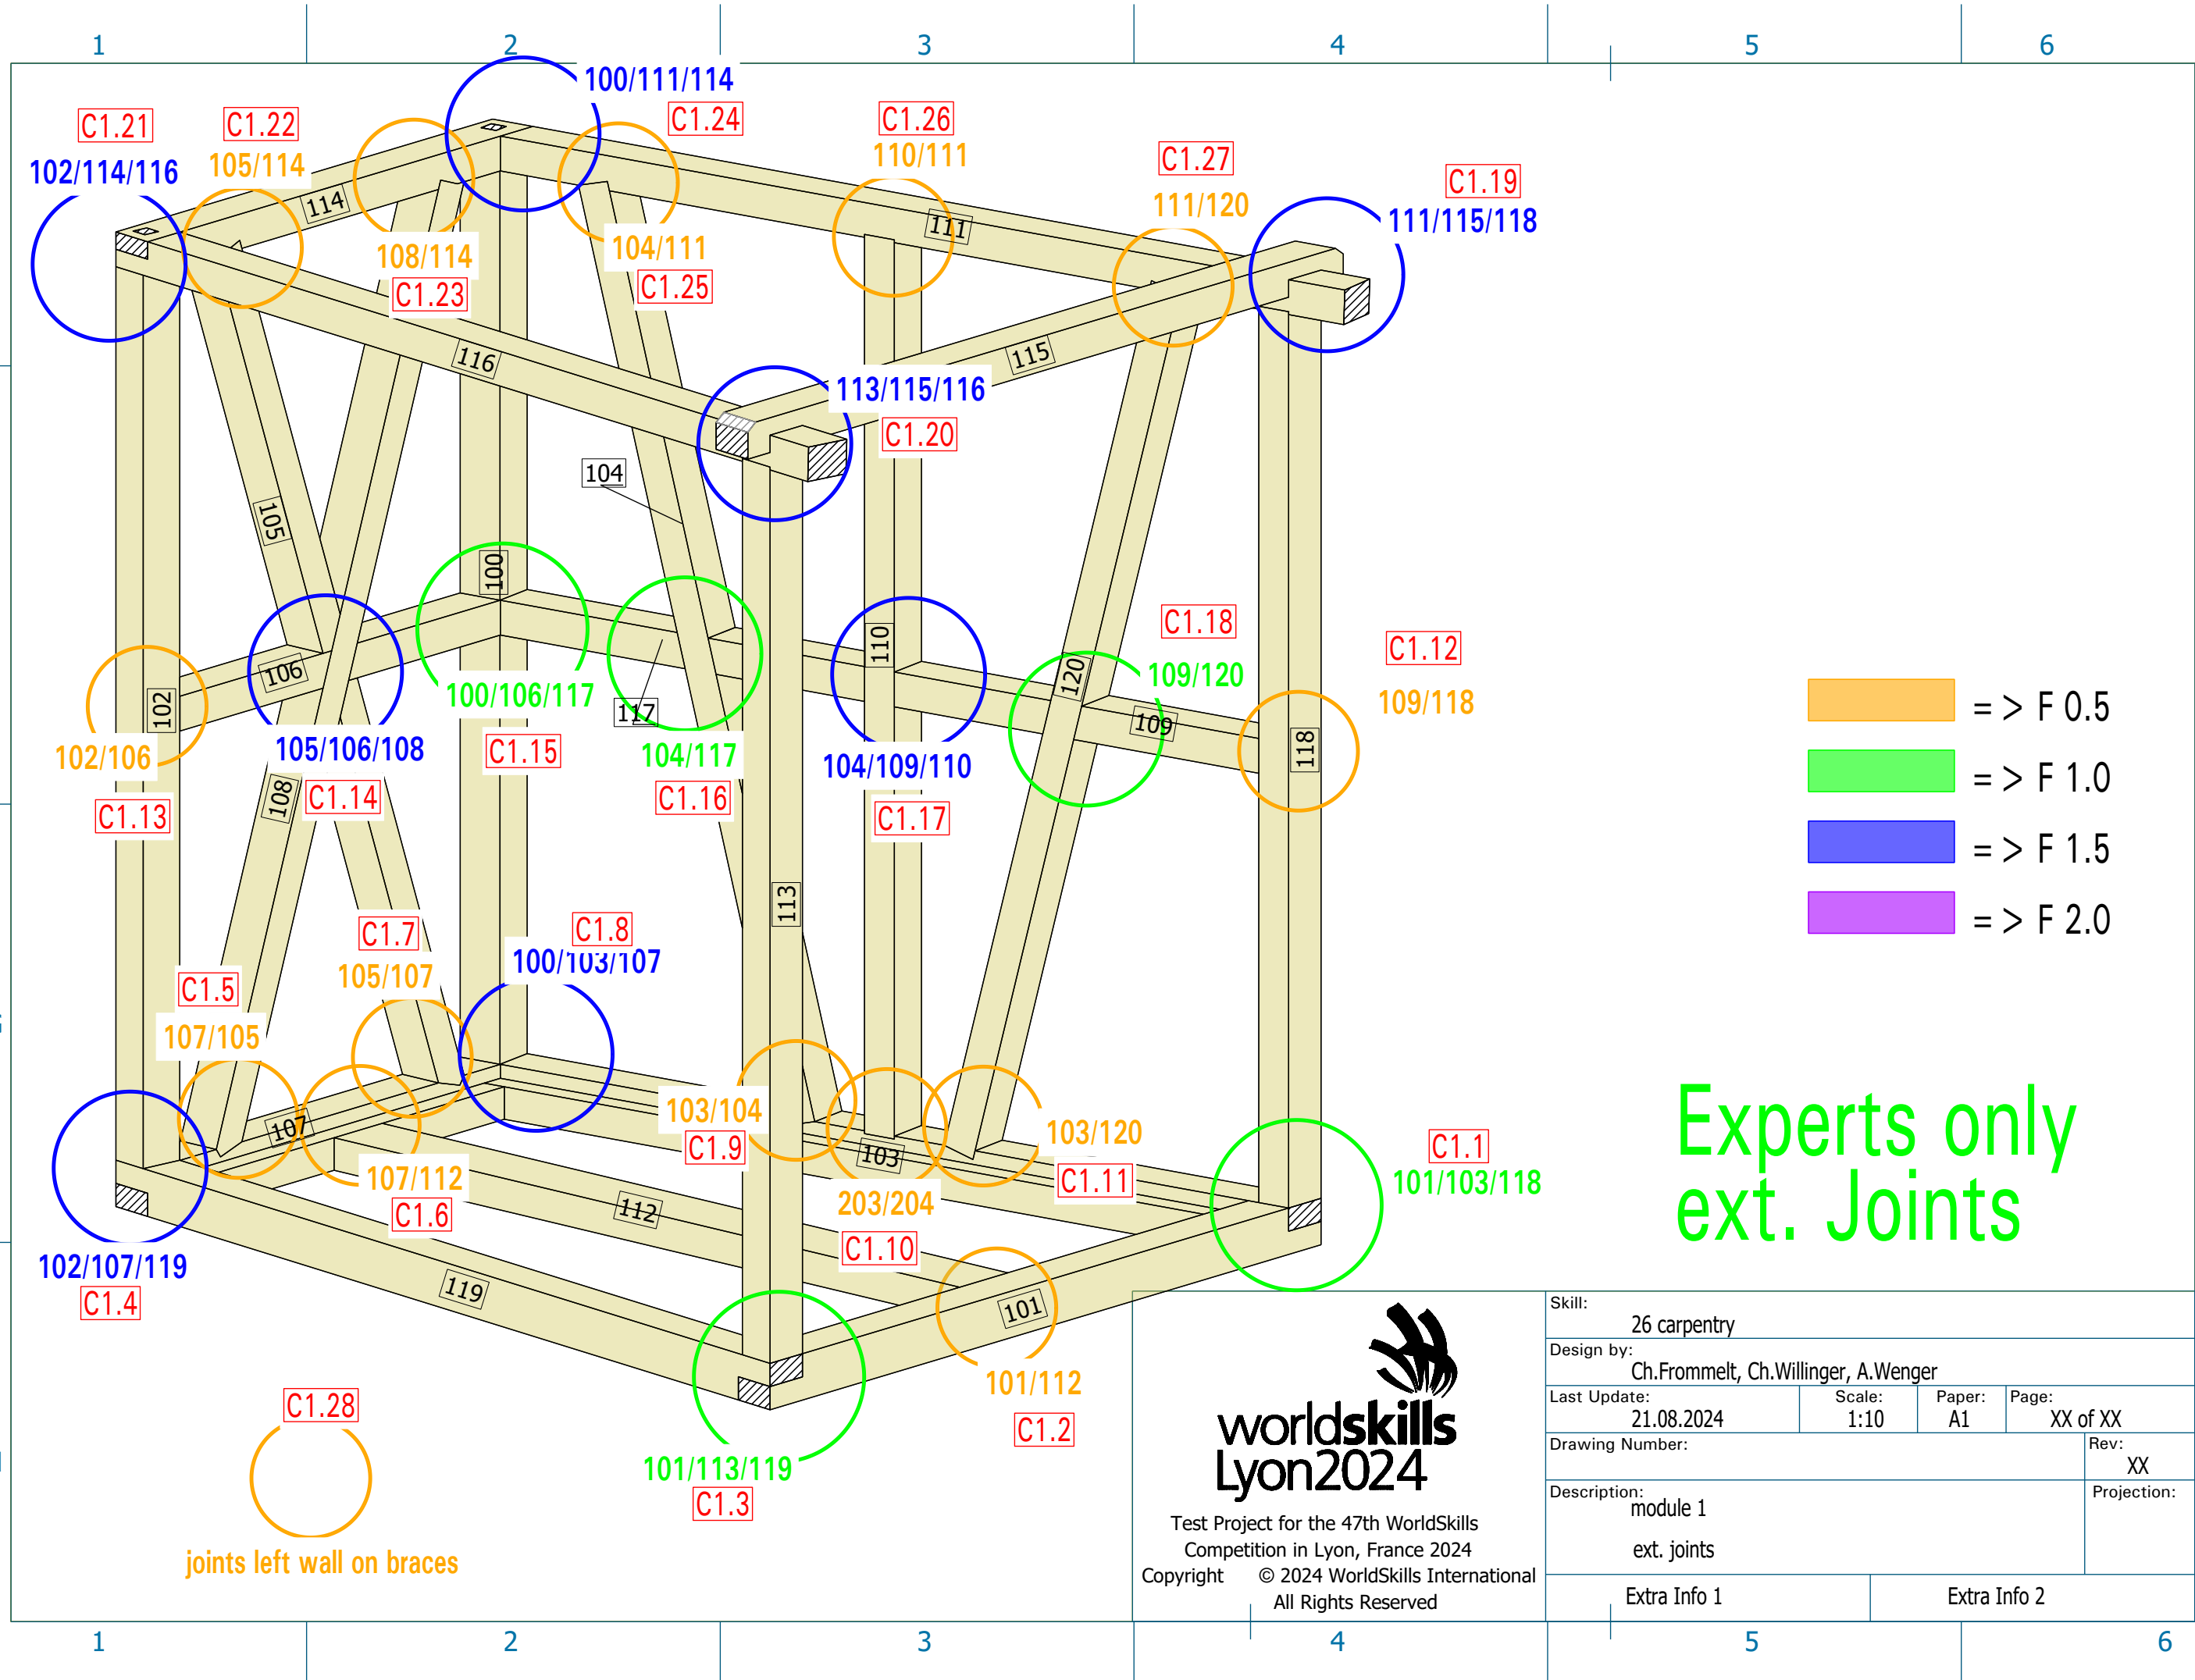 1
2
3
4
5
6
100/111/114
C1.21
C1.22
C1.24
C1.26
C1.27
C1.19
102/114/116
105/114
110/111
111/120
111/115/118
114
108/114
C1.23
104/111
C1.25
111
116
115
113/115/116
C1.20
104
105
100
106
102
100/106/117
117
110
C1.18
109/120
120
109
C1.12
109/118
118
102/106
C1.13
105/106/108
C1.14
108
C1.15
104/117
C1.16
104/109/110
C1.17
= > F 0.5
= > F 1.0
= > F 1.5
= > F 2.0
113
C1.7
105/107
C1.8
100/103/107
C1.5
107/105
107
107/112
C1.6
103/104
C1.9
103
203/204
C1.10
103/120
C1.11
C1.1
101/103/118
112
102/107/119
C1.4
119
101
101/112
C1.2
101/113/119
C1.3
C1.28
joints left wall on braces
Experts only
ext. Joints
worldskills
Lyon2024
Test Project for the 47th WorldSkills
Competition in Lyon, France 2024
Copyright © 2024 WorldSkills International
All Rights Reserved
Skill:
26 carpentry
Design by:
Ch.Frommelt, Ch.Willinger, A.Wenger
Last Update: Scale: Paper: Page:
21.08.2024 1:10 A1 XX of XX
Drawing Number: Rev:
XX
Description: Projection:
module 1
ext. joints
Extra Info 1 Extra Info 2
1
2
3
4
5
6